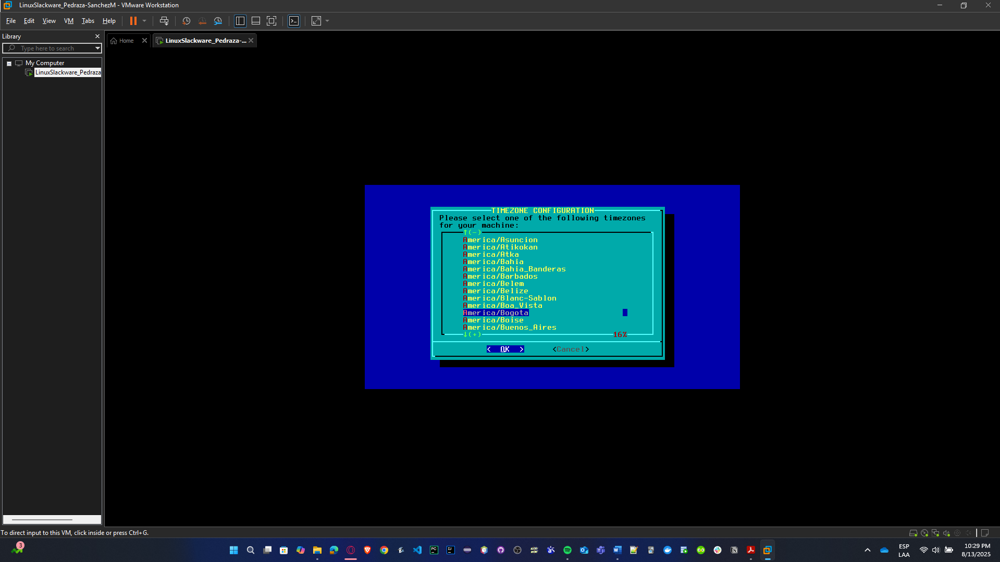 LinuxSlackware_Pedraza-SanchezM - VMware Workstation
File Edit View VM Tabs Help
Library
Type here to search
My Computer
LinuxSlackware_Pedraza
Home
LinuxSlackware_Pedraza-...
TIMEZONE CONFIGURATION
Please select one of the following timezones
for your machine:
↑(-)
America/Asuncion
America/Atikokan
America/Atka
America/Bahia
America/Bahia_Banderas
America/Barbados
America/Belem
America/Belize
America/Blanc-Sablon
America/Boa_Vista
America/Bogota
America/Boise
America/Buenos_Aires
↓(+) 16%
< OK > <Cancel>
To direct input to this VM, click inside or press Ctrl+G.
3
PC
IJ
ESP
LAA
10:29 PM
8/13/2025